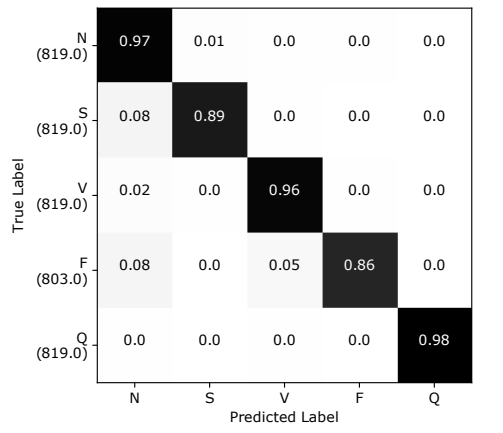 True Label
N
(819.0)
0.97 0.01 0.0 0.0 0.0
S
(819.0)
0.08 0.89 0.0 0.0 0.0
V
(819.0)
0.02 0.0 0.96 0.0 0.0
F
(803.0)
0.08 0.0 0.05 0.86 0.0
Q
(819.0)
0.0 0.0 0.0 0.0 0.98
N S V F Q
Predicted Label